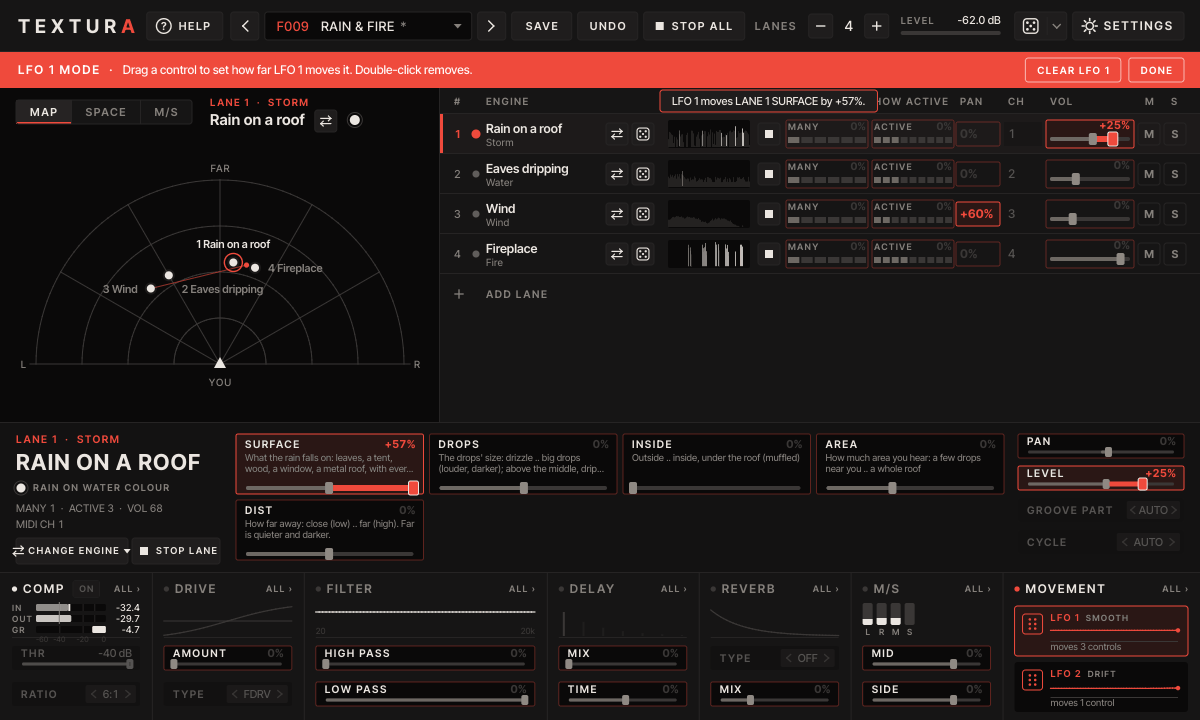 TEXTURA
HELP
F009 RAIN & FIRE *
SAVE
UNDO
STOP ALL
LANES
4
LEVEL -62.0 dB
SETTINGS
LFO 1 MODE · Drag a control to set how far LFO 1 moves it. Double-click removes.
CLEAR LFO 1
DONE
MAP
SPACE
M/S
LANE 1 · STORM
Rain on a roof
FAR
1 Rain on a roof
4 Fireplace
3 Wind
2 Eaves dripping
L
R
YOU
# ENGINE
LFO 1 moves LANE 1 SURFACE by +57%.
HOW ACTIVE PAN CH VOL M S
1 Rain on a roof MANY 0% ACTIVE 0% 0% 1 +25% M S
Storm
2 Eaves dripping MANY 0% ACTIVE 0% 0% 2 0% M S
Water
3 Wind MANY 0% ACTIVE 0% +60% 3 0% M S
Wind
4 Fireplace MANY 0% ACTIVE 0% 0% 4 0% M S
Fire
+ ADD LANE
LANE 1 · STORM
RAIN ON A ROOF
RAIN ON WATER COLOUR
MANY 1 · ACTIVE 3 · VOL 68
MIDI CH 1
CHANGE ENGINE
STOP LANE
SURFACE +57%
What the rain falls on: leaves, a tent,
wood, a window, a metal roof, with ever...
DROPS 0%
The drops' size: drizzle .. big drops
(louder, darker); above the middle, drip...
INSIDE 0%
Outside .. inside, under the roof (muffled)
AREA 0%
How much area you hear: a few drops
near you .. a whole roof
DIST 0%
How far away: close (low) .. far (high). Far
is quieter and darker.
PAN 0%
LEVEL +25%
GROOVE PART < AUTO >
CYCLE < AUTO >
COMP ON ALL ›
IN -32.4
OUT -29.7
GR -4.7
-60 -40 -20 0
THR -40 dB
RATIO < 6:1 >
DRIVE ALL ›
AMOUNT 0%
TYPE < FDRV >
FILTER ALL ›
20 20k
HIGH PASS 0%
LOW PASS 0%
DELAY ALL ›
MIX 0%
TIME 0%
REVERB ALL ›
TYPE < OFF >
MIX 0%
M/S ALL ›
L R M S
MID 0%
SIDE 0%
MOVEMENT ALL ›
LFO 1 SMOOTH
moves 3 controls
LFO 2 DRIFT
moves 1 control